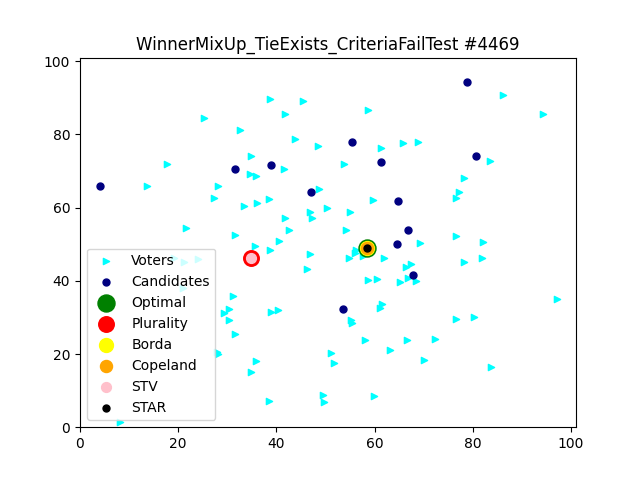 WinnerMixUp_TieExists_CriteriaFailTest #4469
100
80
60
40
20
0
0 20 40 60 80 100
Voters
Candidates
Optimal
Plurality
Borda
Copeland
STV
STAR